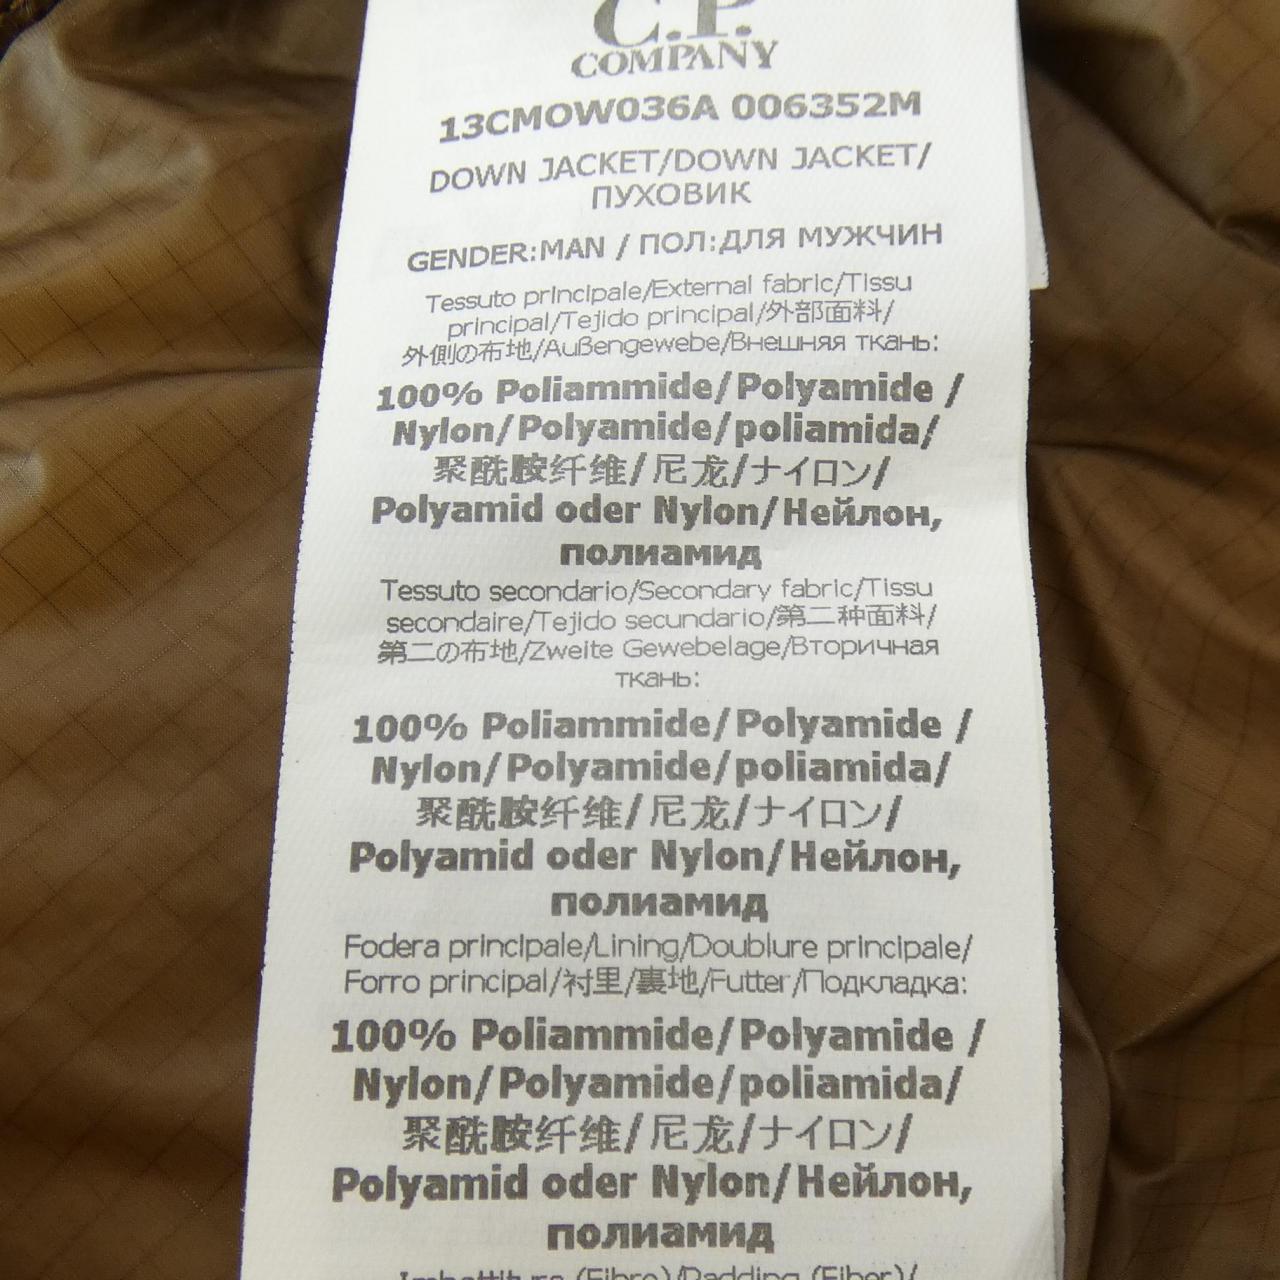 C.P.
COMPANY
13CMOW036A 006352M
DOWN JACKET/DOWN JACKET/
ПУХОВИК
GENDER:MAN / ПОЛ:ДЛЯ МУЖЧИН
Tessuto principale/External fabric/Tissu
principal/Tejido principal/外部面料/
外側の布地/Außengewebe/Внешняя ткань:
100% Poliammide/Polyamide /
Nylon/Polyamide/poliamida/
聚酰胺纤维/尼龙/ナイロン/
Polyamid oder Nylon/Нейлон,
полиамид
Tessuto secondario/Secondary fabric/Tissu
secondaire/Tejido secundario/第二种面料/
第二の布地/Zweite Gewebelage/Вторичная
ткань:
100% Poliammide/Polyamide /
Nylon/Polyamide/poliamida/
聚酰胺纤维/尼龙/ナイロン/
Polyamid oder Nylon/Нейлон,
полиамид
Fodera principale/Lining/Doublure principale/
Forro principal/衬里/裏地/Futter/Подкладка:
100% Poliammide/Polyamide /
Nylon/Polyamide/poliamida/
聚酰胺纤维/尼龙/ナイロン/
Polyamid oder Nylon/Нейлон,
полиамид
Imbottitura (Fibre)/Padding (Fiber)/